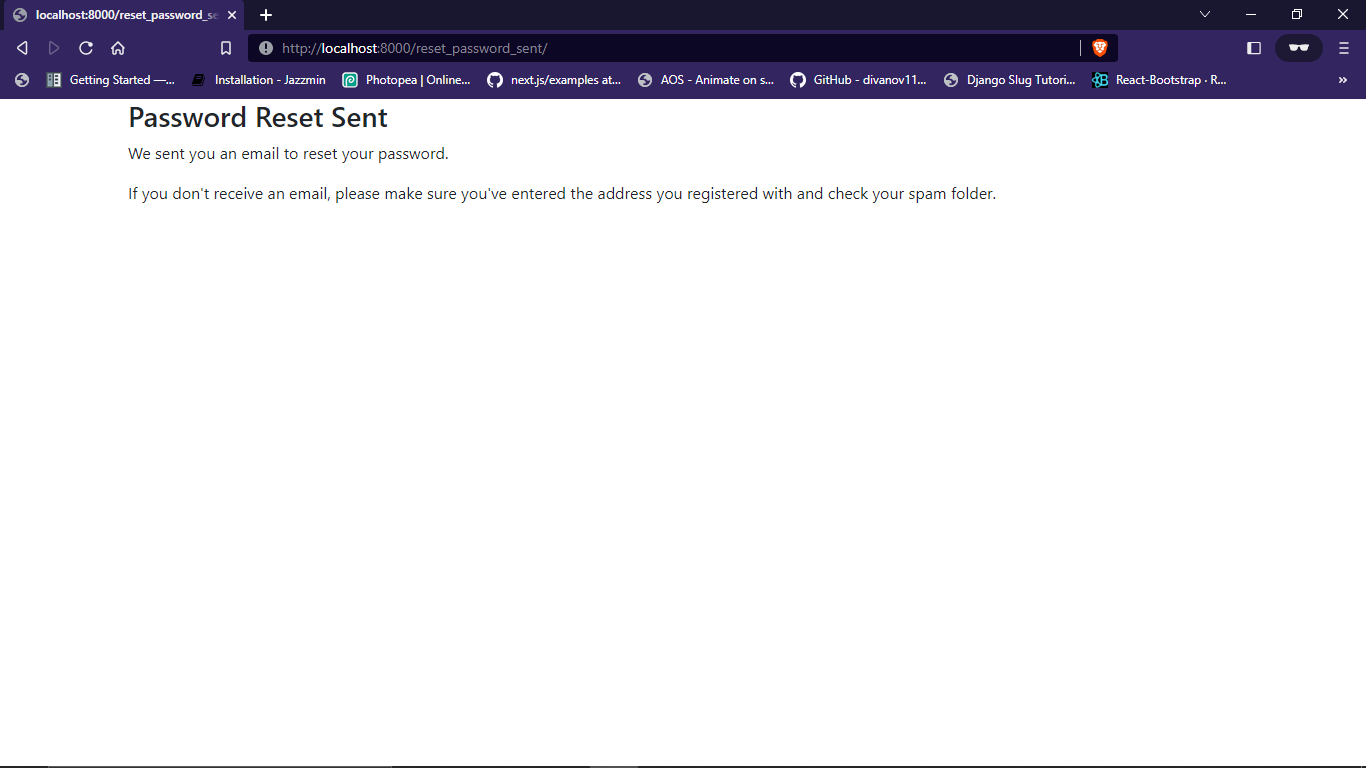 localhost:8000/reset_password_se
http://localhost:8000/reset_password_sent/
Getting Started —... Installation - Jazzmin Photopea | Online... next.js/examples at... AOS - Animate on s... GitHub - divanov11... Django Slug Tutori... React-Bootstrap · R... »
Password Reset Sent
We sent you an email to reset your password.
If you don't receive an email, please make sure you've entered the address you registered with and check your spam folder.